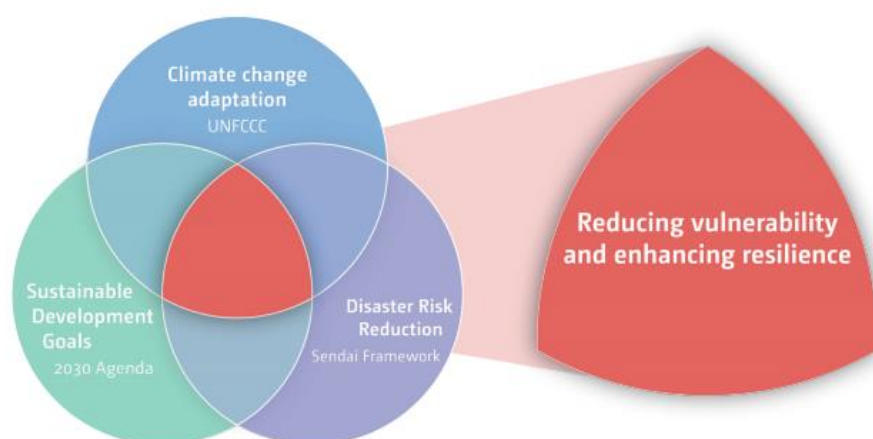 Climate change
adaptation
UNFCCC
Sustainable
Development
Goals
2030 Agenda
Disaster Risk
Reduction
Sendai Framework
Reducing vulnerability
and enhancing resilience